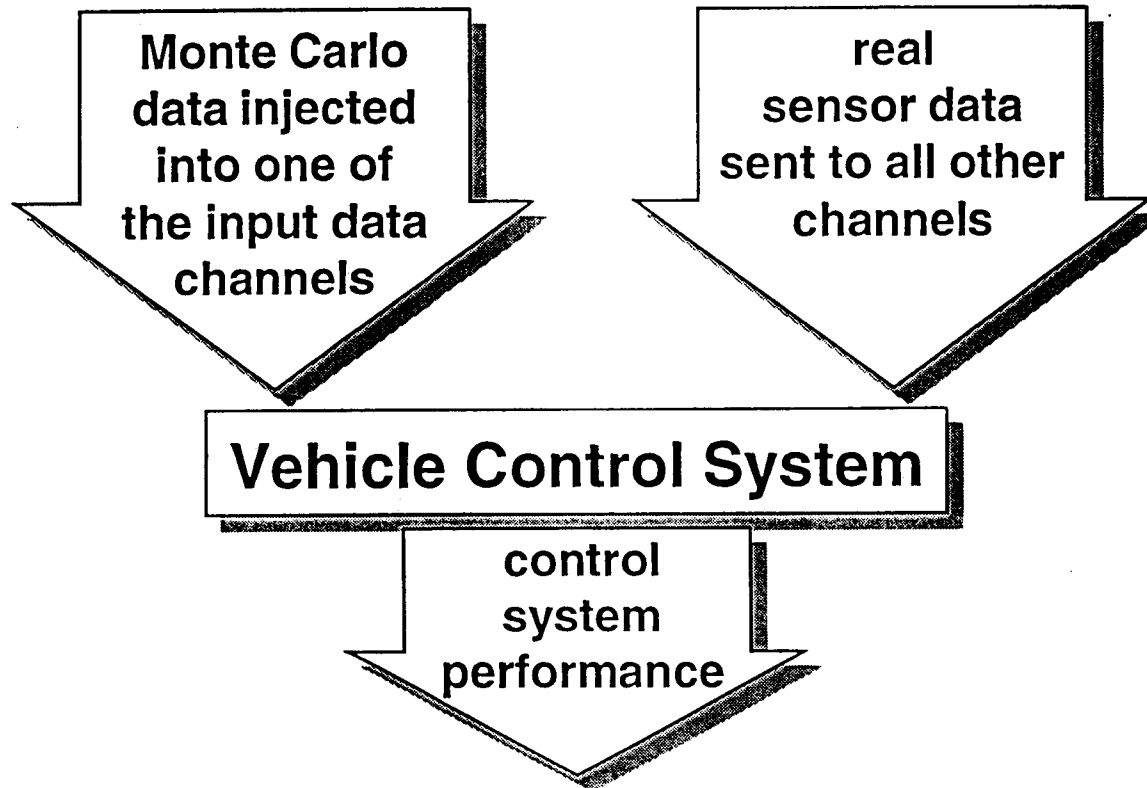 Monte Carlo
data injected
into one of
the input data
channels
real
sensor data
sent to all other
channels
Vehicle Control System
control
system
performance